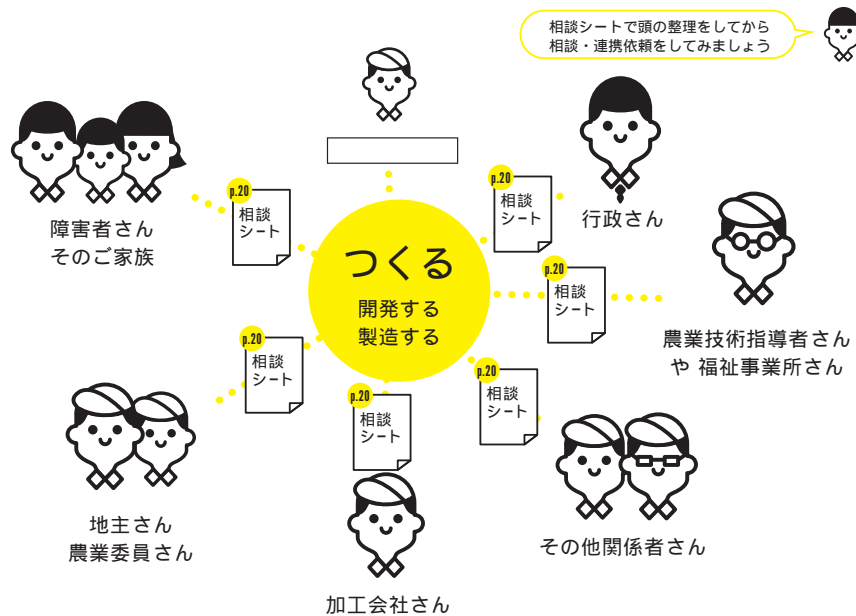 相談シートで頭の整理をしてから
相談・連携依頼をしてみましょう
障害者さん
そのご家族
p.20
相談
シート
p.20
相談
シート
行政さん
つくる
開発する
製造する
p.20
相談
シート
農業技術指導者さん
や 福祉事業所さん
p.20
相談
シート
地主さん
農業委員さん
p.20
相談
シート
加工会社さん
p.20
相談
シート
その他関係者さん